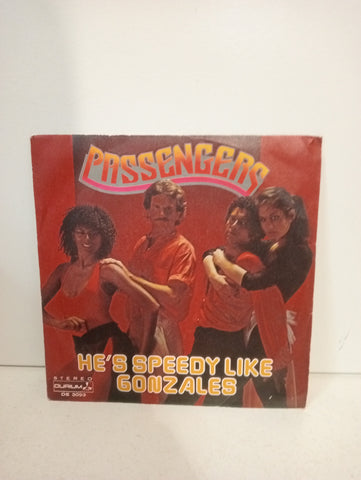 PASSENGERS
HE'S SPEEDY LIKE
GONZALES
STEREO
DURIUM
DE 3093